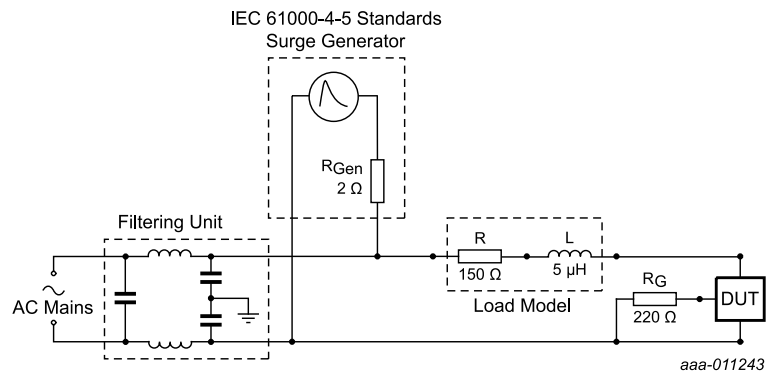 IEC 61000-4-5 Standards
Surge Generator
RGen
2 Ω
Filtering Unit
R
L
150 Ω
5 μH
Load Model
RG
220 Ω
DUT
AC Mains
aaa-011243